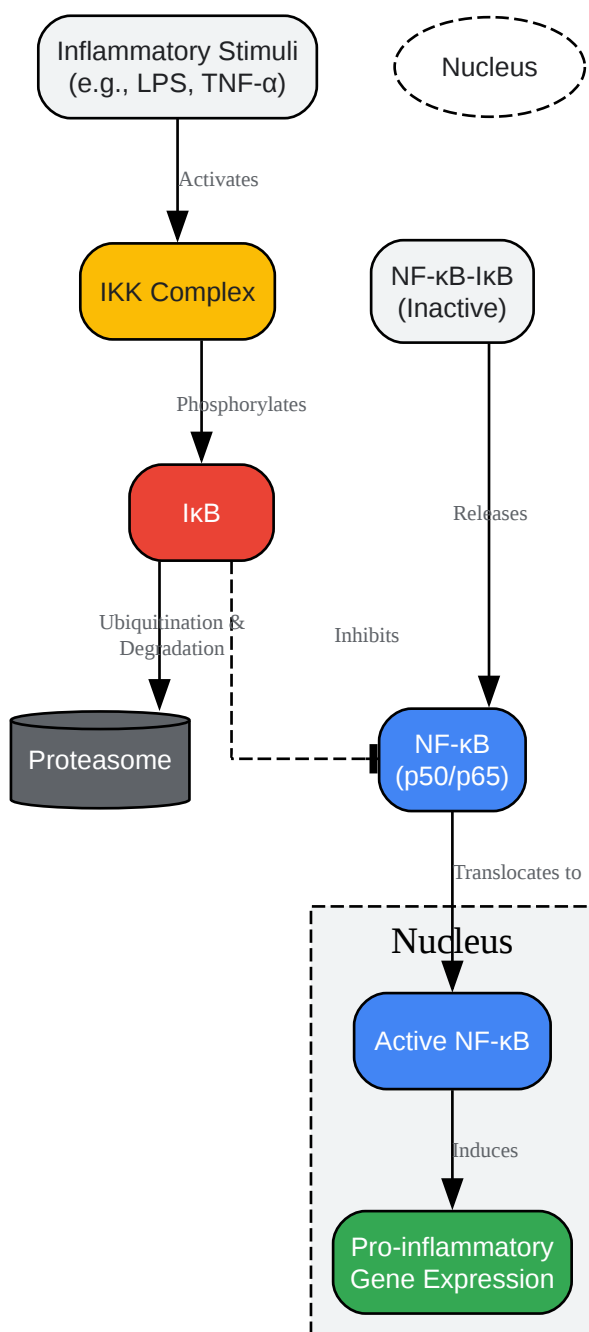 Inflammatory Stimuli
(e.g., LPS, TNF-α)
Nucleus
Activates
IKK Complex
NF-κB-IκB
(Inactive)
Phosphorylates
IκB
Releases
Ubiquitination &
Degradation
Inhibits
Proteasome
NF-κB
(p50/p65)
Translocates to
Nucleus
Active NF-κB
Induces
Pro-inflammatory
Gene Expression